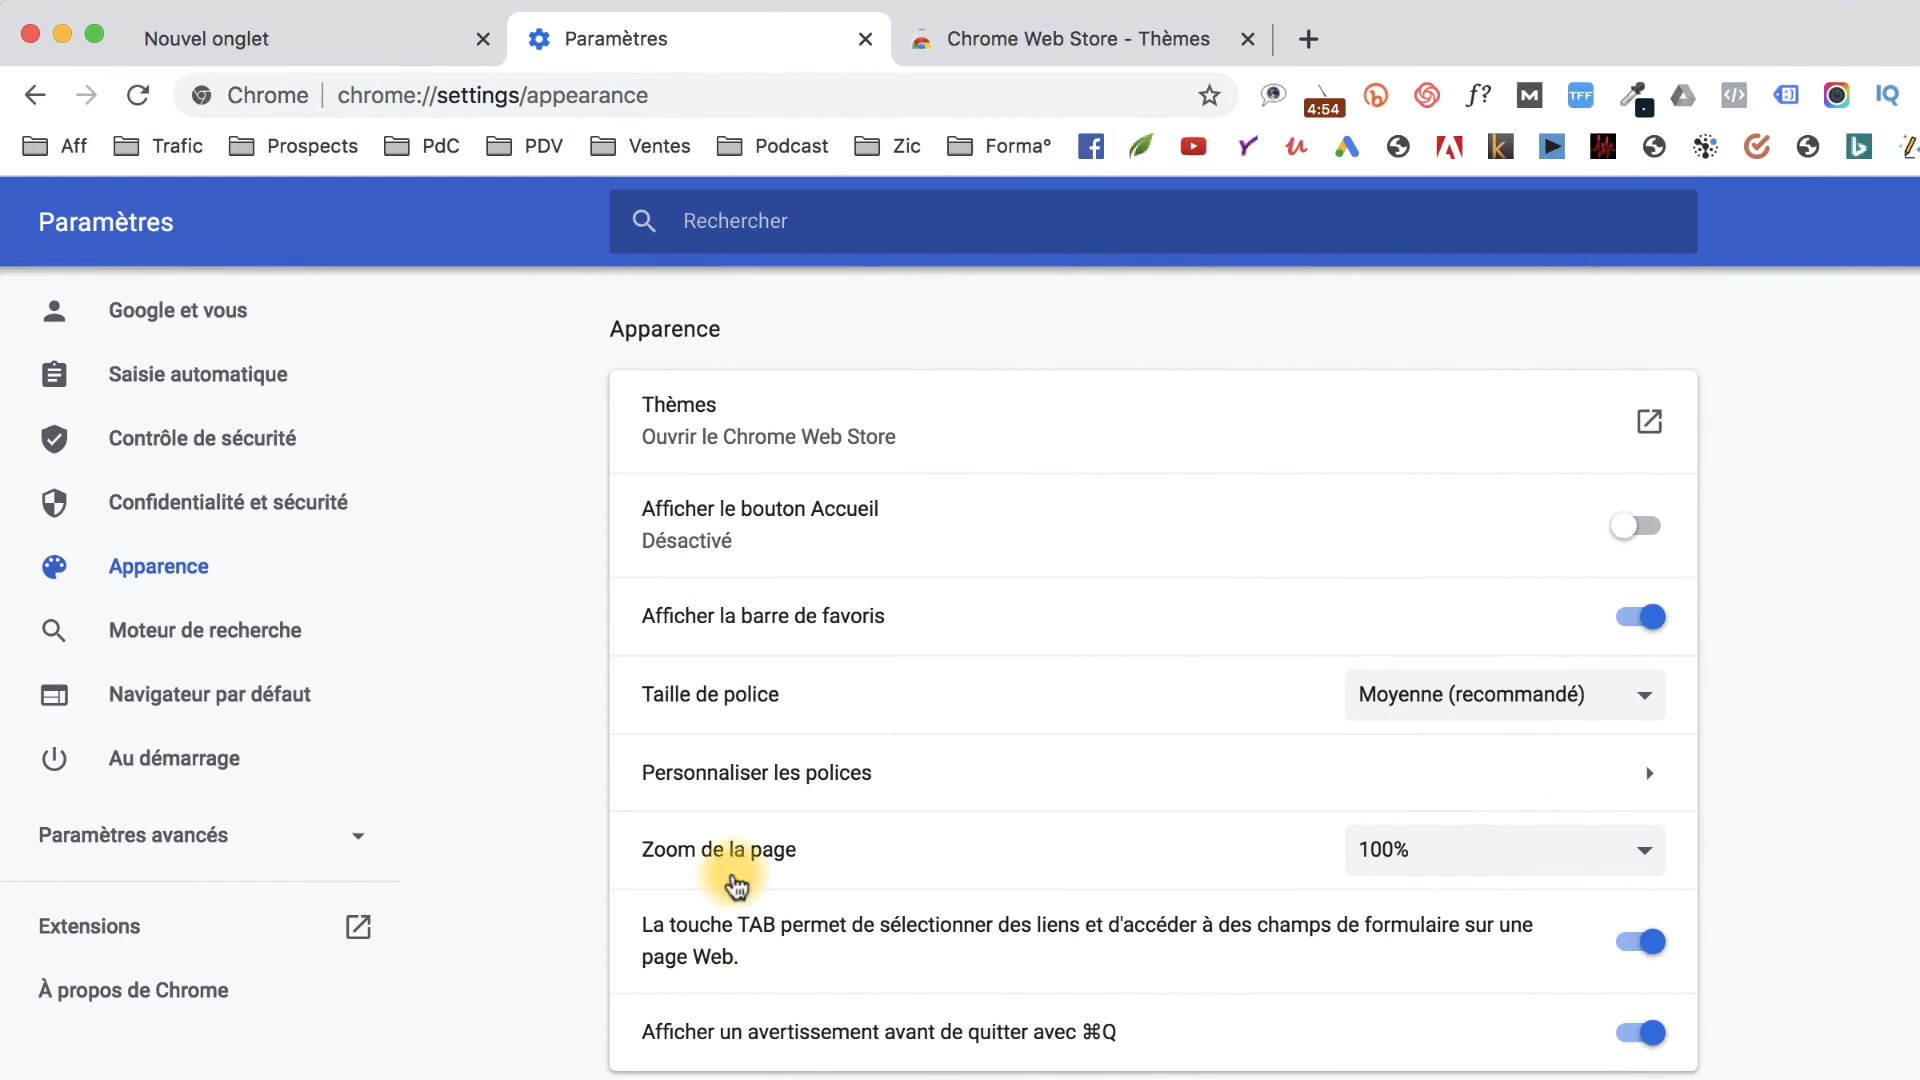 Nouvel onglet
Paramètres
Chrome Web Store - Thèmes
Chrome chrome://settings/appearance
4:54
f?
M
TFF
IQ
Aff Trafic Prospects PdC PDV Ventes Podcast Zic Forma°
Paramètres
Rechercher
Google et vous
Saisie automatique
Contrôle de sécurité
Confidentialité et sécurité
Apparence
Moteur de recherche
Navigateur par défaut
Au démarrage
Paramètres avancés
Extensions
À propos de Chrome
Apparence
Thèmes
Ouvrir le Chrome Web Store
Afficher le bouton Accueil
Désactivé
Afficher la barre de favoris
Taille de police
Moyenne (recommandé)
Personnaliser les polices
Zoom de la page
100%
La touche TAB permet de sélectionner des liens et d'accéder à des champs de formulaire sur une
page Web.
Afficher un avertissement avant de quitter avec ⌘Q